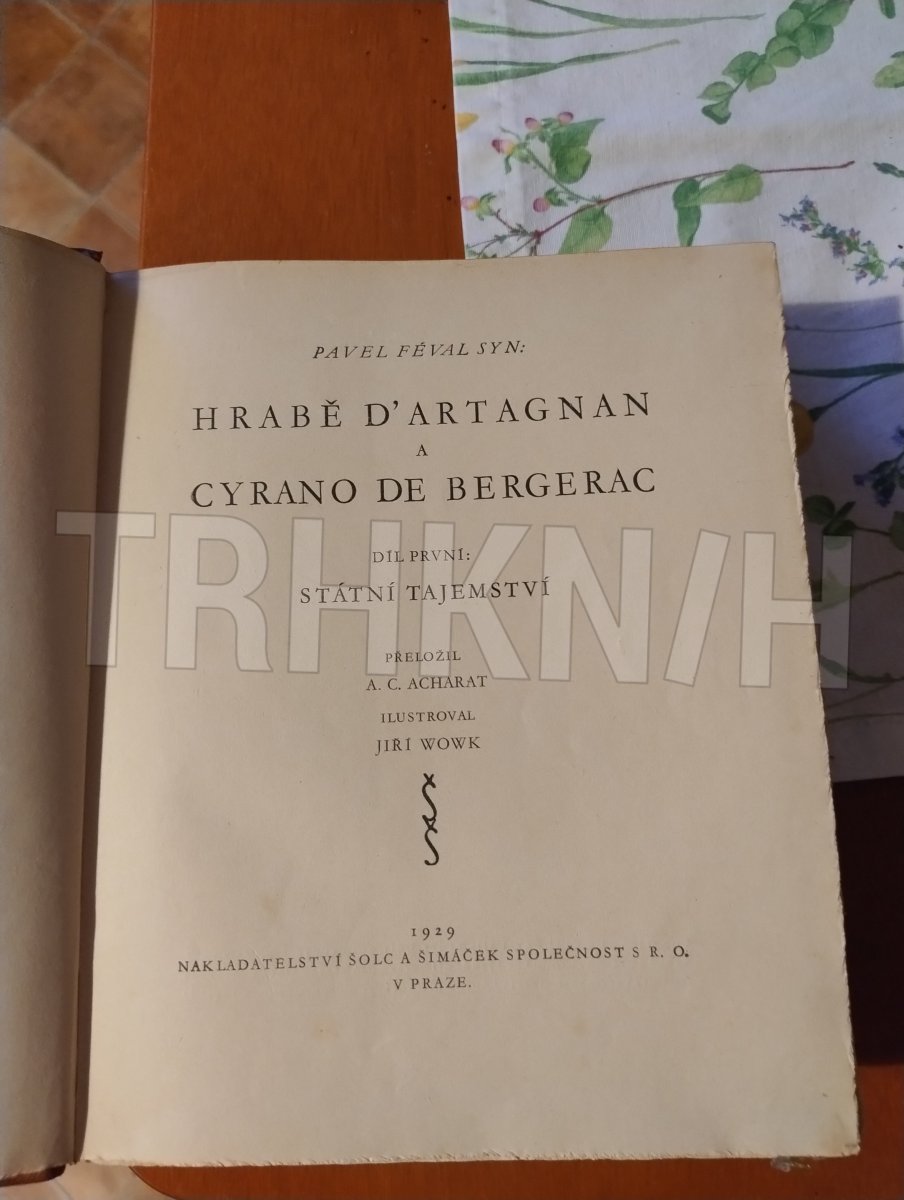 PAVEL FÉVAL SYN:
HRABĚ D'ARTAGNAN
A
CYRANO DE BERGERAC
DÍL PRVNÍ:
STÁTNÍ TAJEMSTVÍ
TRHKN/H
PŘELOŽIL
A. C. ACHARAT
ILUSTROVAL
JIŘÍ WOWK
1929
NAKLADATELSTVÍ ŠOLC A ŠIMÁČEK SPOLEČNOST S R. O.
V PRAZE.